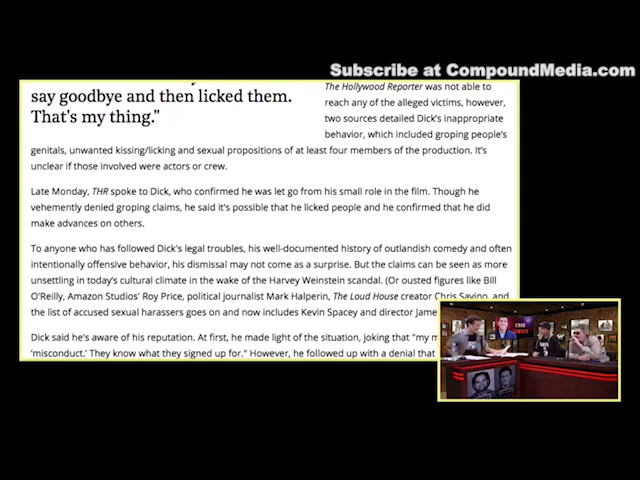 Subscribe at CompoundMedia.com
say goodbye and then licked them.
That's my thing."
The Hollywood Reporter was not able to
reach any of the alleged victims, however,
two sources detailed Dick's inappropriate
behavior, which included groping people's
genitals, unwanted kissing/licking and sexual propositions of at least four members of the production. It's
unclear if those involved were actors or crew.
Late Monday, THR spoke to Dick, who confirmed he was let go from his small role in the film. Though he
vehemently denied groping claims, he said it's possible that he licked people and he confirmed that he did
make advances on others.
To anyone who has followed Dick's legal troubles, his well-documented history of outlandish comedy and often
intentionally offensive behavior, his dismissal may not come as a surprise. But the claims can be seen as more
unsettling in today's cultural climate in the wake of the Harvey Weinstein scandal. (Or ousted figures like Bill
O'Reilly, Amazon Studios' Roy Price, political journalist Mark Halperin, The Loud House creator Chris Savino, and
the list of accused sexual harassers goes on and now includes Kevin Spacey and director Jame
Dick said he's aware of his reputation. At first, he made light of the situation, joking that "my m
'misconduct.' They know what they signed up for." However, he followed up with a denial that